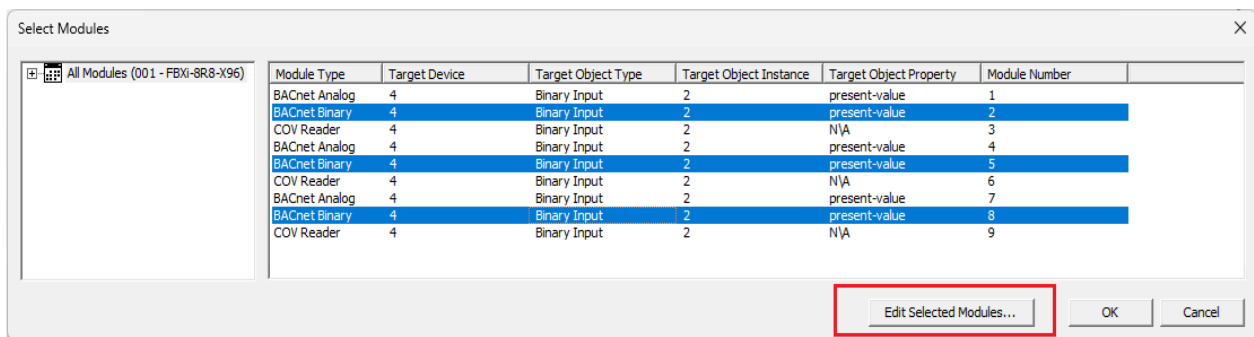 Select Modules
All Modules (001 - FBXi-8R8-X96)
Module Type Target Device Target Object Type Target Object Instance Target Object Property Module Number
BACnet Analog 4 Binary Input 2 present-value 1
BACnet Binary 4 Binary Input 2 present-value 2
COV Reader 4 Binary Input 2 N\A 3
BACnet Analog 4 Binary Input 2 present-value 4
BACnet Binary 4 Binary Input 2 present-value 5
COV Reader 4 Binary Input 2 N\A 6
BACnet Analog 4 Binary Input 2 present-value 7
BACnet Binary 4 Binary Input 2 present-value 8
COV Reader 4 Binary Input 2 N\A 9
Edit Selected Modules... OK Cancel